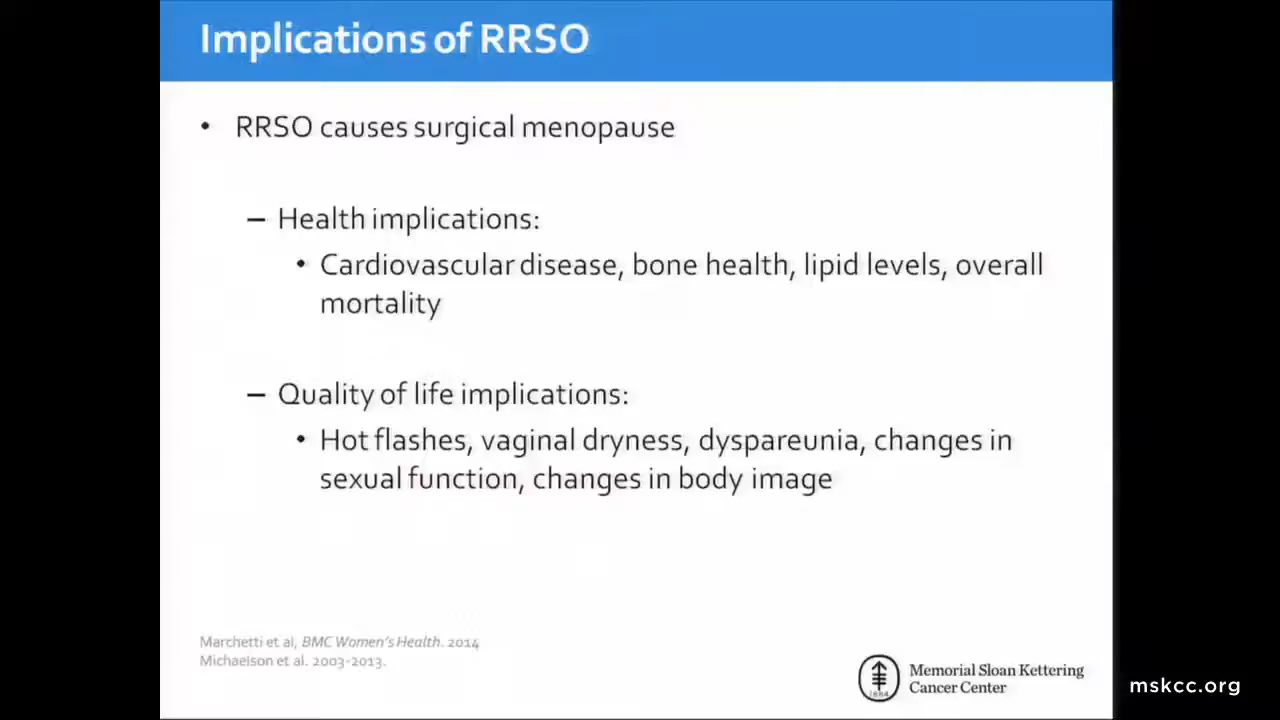 Implications of RRSO
• RRSO causes surgical menopause
– Health implications:
• Cardiovascular disease, bone health, lipid levels, overall
mortality
– Quality of life implications:
• Hot flashes, vaginal dryness, dyspareunia, changes in
sexual function, changes in body image
Marchetti et al, BMC Women's Health. 2014
Michaelson et al. 2003-2013.
Memorial Sloan Kettering
Cancer Center
mskcc.org